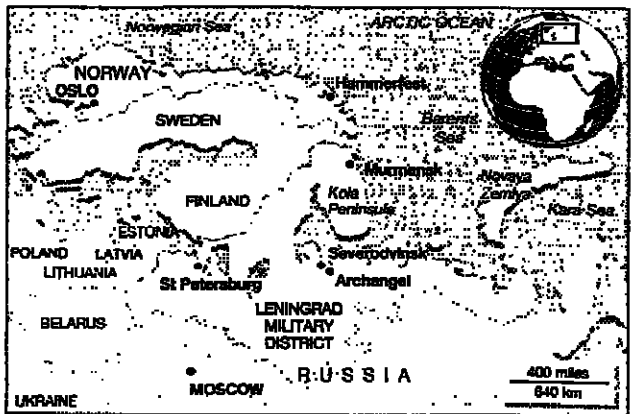 Norwegian Sea
ARCTIC OCEAN
NORWAY
OSLO
Hammerfest
SWEDEN
Barents
Sea
Murmansk
Novaya
Zemlya
Kola
Peninsula
Kara Sea
FINLAND
ESTONIA
Severodvinsk
POLAND
LATVIA
LITHUANIA
St Petersburg
Archangel
LENINGRAD
MILITARY
DISTRICT
BELARUS
RUSSIA
400 miles
640 km
MOSCOW
UKRAINE